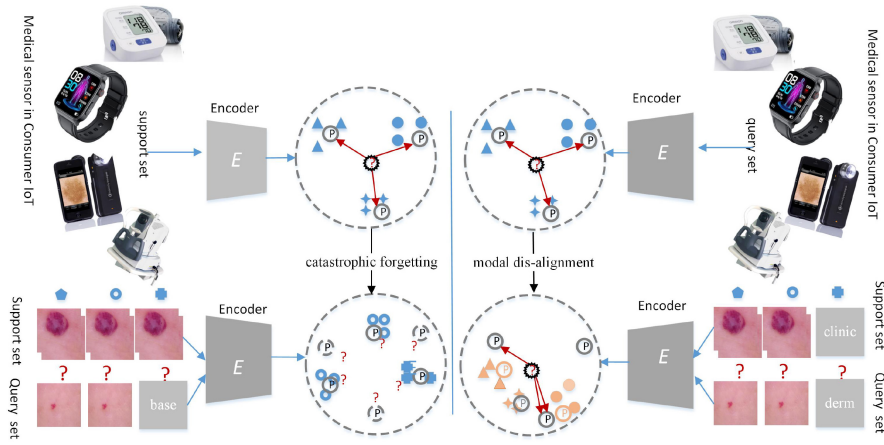 Medical sensor in Consumer IoT
support set
Encoder
E
P
P
?
P
P
P
?
P
Encoder
E
query set
Medical sensor in Consumer IoT
catastrophic forgetting
modal dis-alignment
Support set
Query set
?
?
?
base
Encoder
E
P
P
P
?
?
?
P
?
?
P
?
P
P
P
P
?
P
P
P
Encoder
E
clinic
?
?
?
derm
Support set
Query set